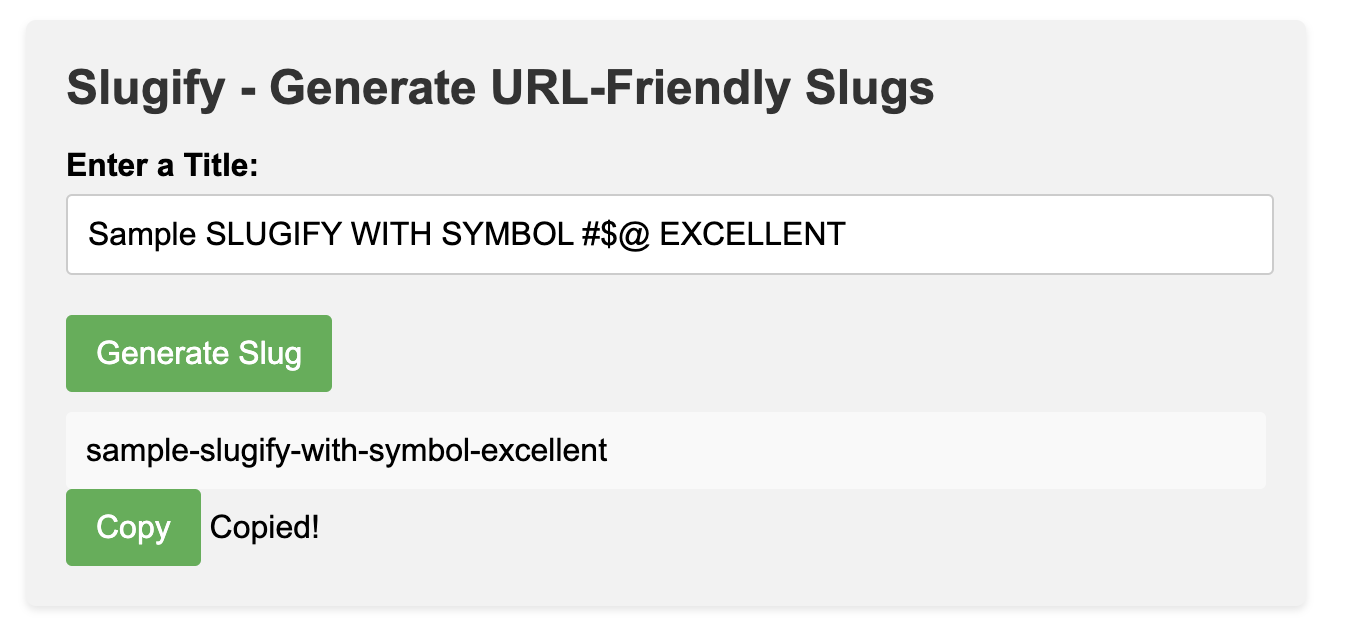 Slugify - Generate URL-Friendly Slugs
Enter a Title:
Sample SLUGIFY WITH SYMBOL #$@ EXCELLENT
Generate Slug
sample-slugify-with-symbol-excellent
Copy Copied!